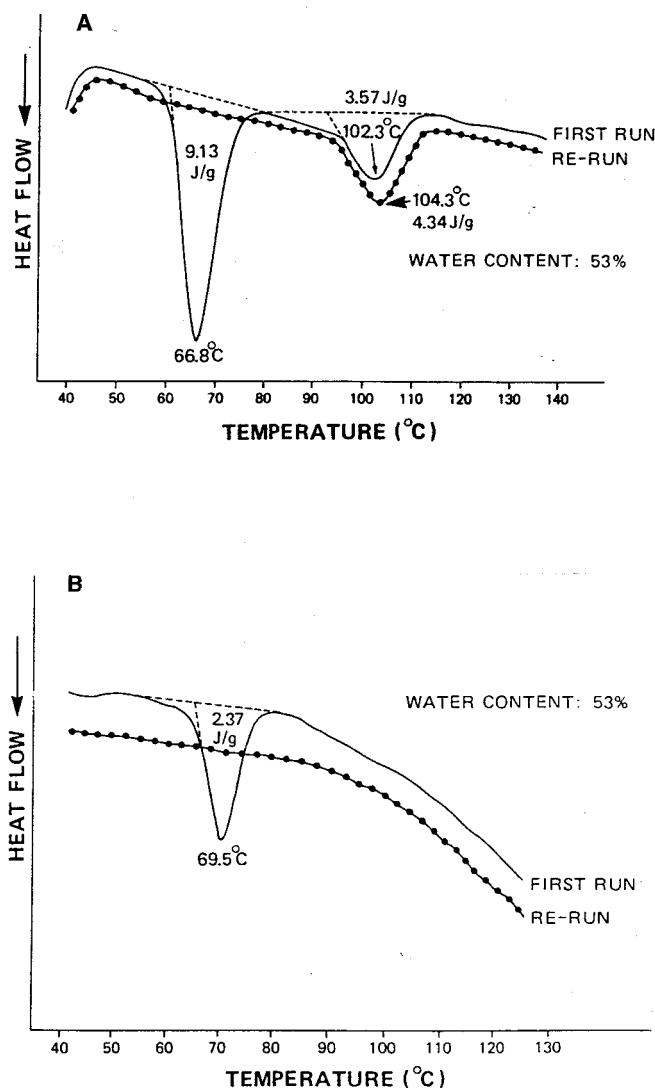 A
HEAT FLOW
3.57 J/g
102.3°C
9.13
J/g
FIRST RUN
RE-RUN
104.3°C
4.34 J/g
WATER CONTENT: 53%
66.8°C
40 50 60 70 80 90 100 110 120 130 140
TEMPERATURE (°C)
B
HEAT FLOW
WATER CONTENT: 53%
2.37
J/g
69.5°C
FIRST RUN
RE-RUN
40 50 60 70 80 90 100 110 120 130
TEMPERATURE (°C)